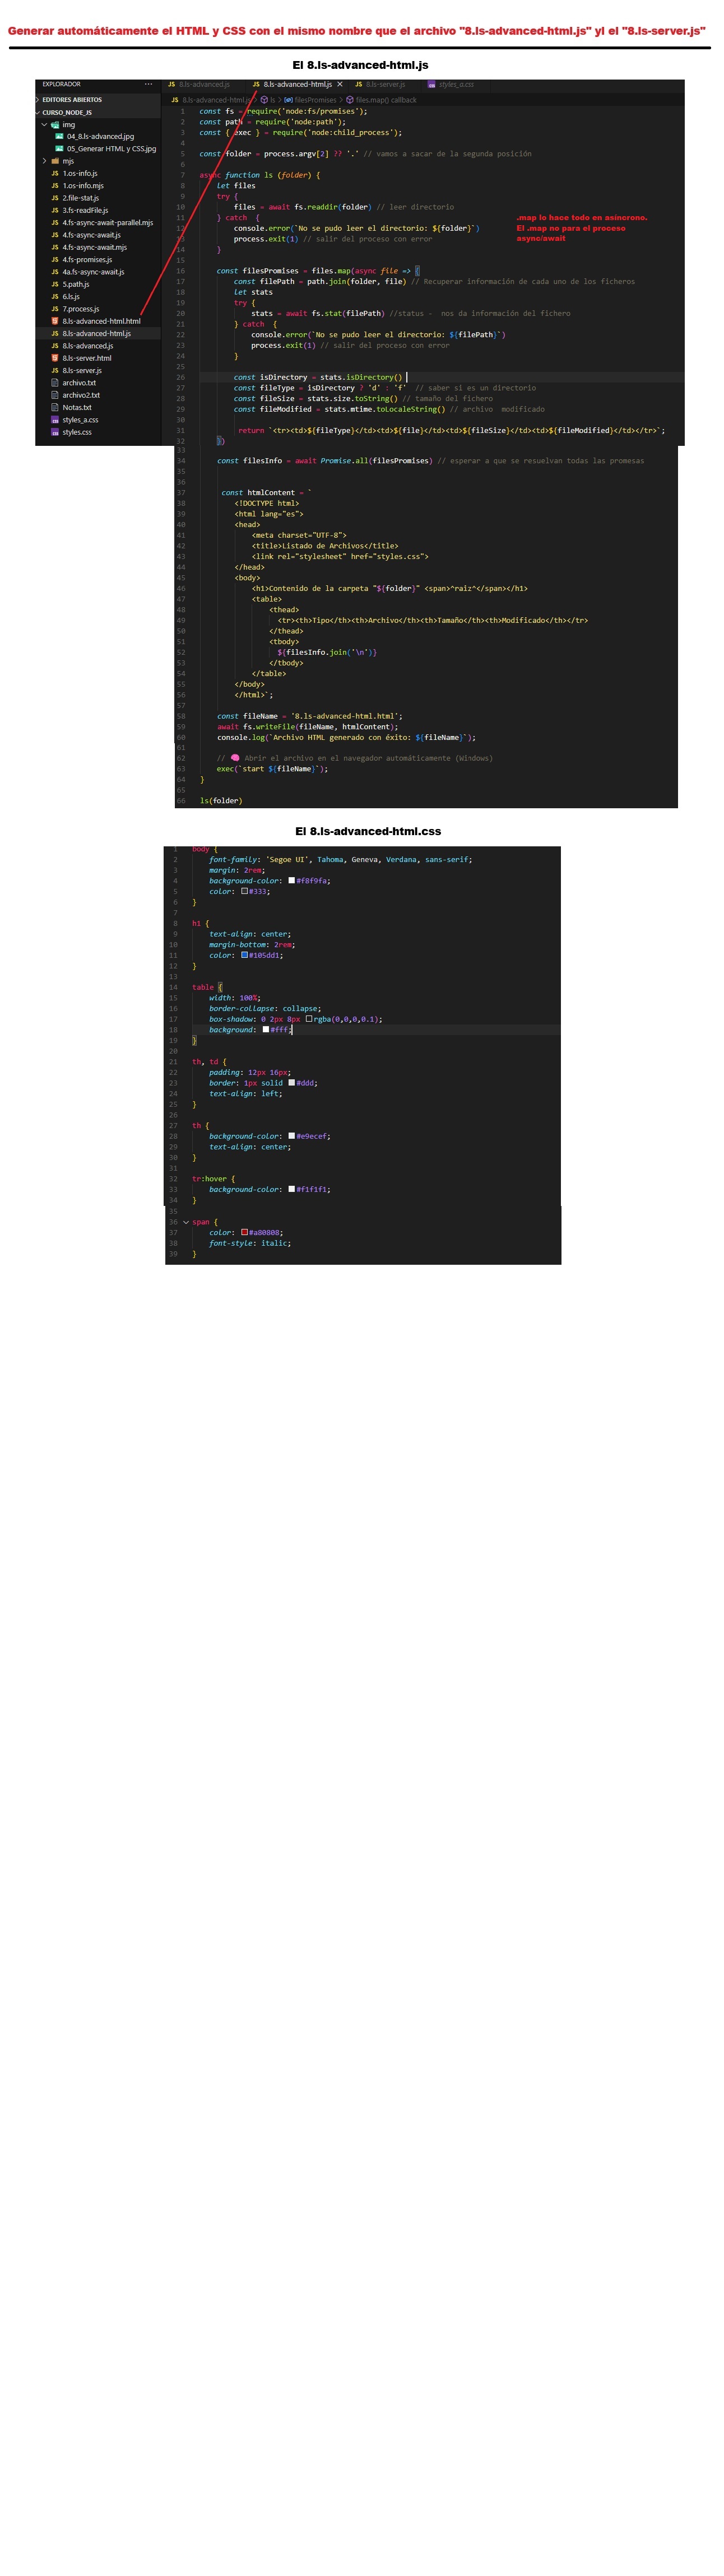 Generar automáticamente el HTML y CSS con el mismo nombre que el archivo "8.ls-advanced-html.js" yl el "8.ls-server.js"
El 8.ls-advanced-html.js
EXPLORADOR ···
JS 8.ls-advanced.js JS 8.ls-advanced-html.js JS 8.ls-server.js styles_a.css
JS 8.ls-advanced-html.js > ls > filesPromises > files.map() callback
EDITORES ABIERTOS
CURSO_NODE_JS
img
04_8.ls-advanced.jpg
05_Generar HTML y CSS.jpg
mjs
JS 1.os-info.js
JS 1.os-info.mjs
JS 2.file-stat.js
JS 3.fs-readFile.js
JS 4.fs-async-await-parallel.mjs
JS 4.fs-async-await.js
JS 4.fs-async-await.mjs
JS 4.fs-promises.js
JS 4a.fs-async-await.js
JS 5.path.js
JS 6.ls.js
JS 7.process.js
8.ls-advanced-html.html
JS 8.ls-advanced-html.js
JS 8.ls-advanced.js
8.ls-server.html
JS 8.ls-server.js
archivo.txt
archivo2.txt
Notas.txt
styles_a.css
styles.css
1 const fs = require('node:fs/promises');
2 const path = require('node:path');
3 const { exec } = require('node:child_process');
4
5 const folder = process.argv[2] ?? '.' // vamos a sacar de la segunda posición
6
7 async function ls (folder) {
8 let files
9 try {
10 files = await fs.readdir(folder) // leer directorio
11 } catch {
12 console.error(`No se pudo leer el directorio: ${folder}`)
13 process.exit(1) // salir del proceso con error
14 }
15
16 const filesPromises = files.map(async file => {
17 const filePath = path.join(folder, file) // Recuperar información de cada uno de los ficheros
18 let stats
19 try {
20 stats = await fs.stat(filePath) //status - nos da información del fichero
21 } catch {
22 console.error(`No se pudo leer el directorio: ${filePath}`)
23 process.exit(1) // salir del proceso con error
24 }
25
26 const isDirectory = stats.isDirectory()
27 const fileType = isDirectory ? 'd' : 'f' // saber si es un directorio
28 const fileSize = stats.size.toString() // tamaño del fichero
29 const fileModified = stats.mtime.toLocaleString() // archivo modificado
30
31 return `<tr><td>${fileType}</td><td>${file}</td><td>${fileSize}</td><td>${fileModified}</td></tr>`;
32 })
.map lo hace todo en asíncrono.
El .map no para el proceso
async/await
33
34 const filesInfo = await Promise.all(filesPromises) // esperar a que se resuelvan todas las promesas
35
36
37 const htmlContent = `
38 <!DOCTYPE html>
39 <html lang="es">
40 <head>
41 <meta charset="UTF-8">
42 <title>Listado de Archivos</title>
43 <link rel="stylesheet" href="styles.css">
44 </head>
45 <body>
46 <h1>Contenido de la carpeta "${folder}" <span>^raíz^</span></h1>
47 <table>
48 <thead>
49 <tr><th>Tipo</th><th>Archivo</th><th>Tamaño</th><th>Modificado</th></tr>
50 </thead>
51 <tbody>
52 ${filesInfo.join('\n')}
53 </tbody>
54 </table>
55 </body>
56 </html>`;
57
58 const fileName = '8.ls-advanced-html.html';
59 await fs.writeFile(fileName, htmlContent);
60 console.log(`Archivo HTML generado con éxito: ${fileName}`);
61
62 // 🧠 Abrir el archivo en el navegador automáticamente (Windows)
63 exec(`start ${fileName}`);
64 }
65
66 ls(folder)
El 8.ls-advanced-html.css
1 body {
2 font-family: 'Segoe UI', Tahoma, Geneva, Verdana, sans-serif;
3 margin: 2rem;
4 background-color: #f8f9fa;
5 color: #333;
6 }
7
8 h1 {
9 text-align: center;
10 margin-bottom: 2rem;
11 color: #105dd1;
12 }
13
14 table {
15 width: 100%;
16 border-collapse: collapse;
17 box-shadow: 0 2px 8px rgba(0,0,0,0.1);
18 background: #fff;
19 }
20
21 th, td {
22 padding: 12px 16px;
23 border: 1px solid #ddd;
24 text-align: left;
25 }
26
27 th {
28 background-color: #e9ecef;
29 text-align: center;
30 }
31
32 tr:hover {
33 background-color: #f1f1f1;
34 }
35
36 span {
37 color: #a80808;
38 font-style: italic;
39 }